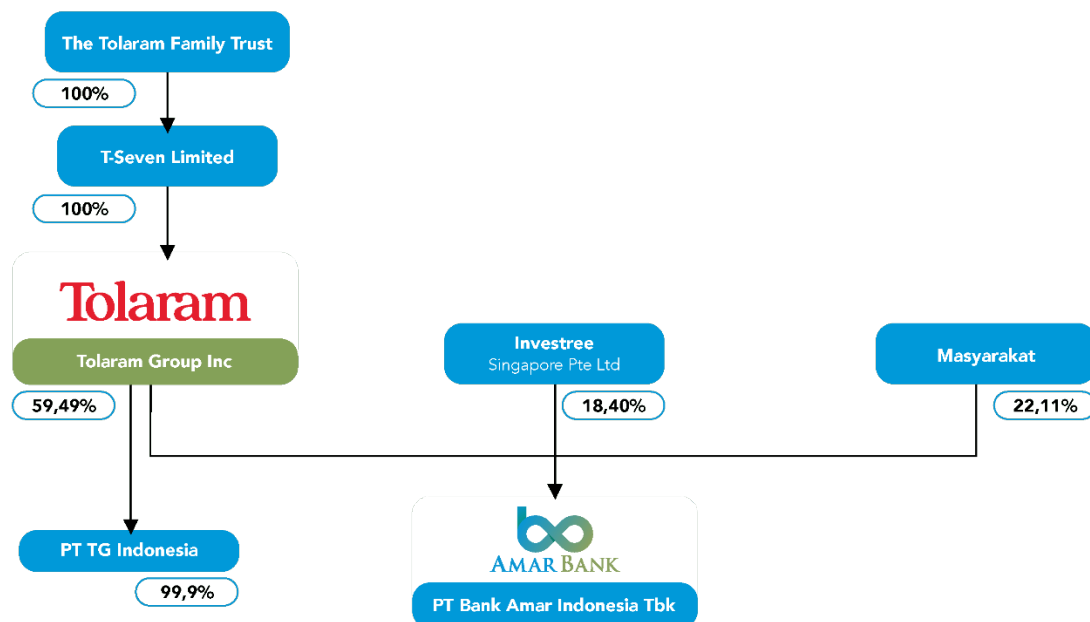 The Tolaram Family Trust
100%
T-Seven Limited
100%
Tolaram
Tolaram Group Inc
59,49%
Investree
Singapore Pte Ltd
18,40%
Masyarakat
22,11%
PT TG Indonesia
99,9%
AMAR BANK
PT Bank Amar Indonesia Tbk